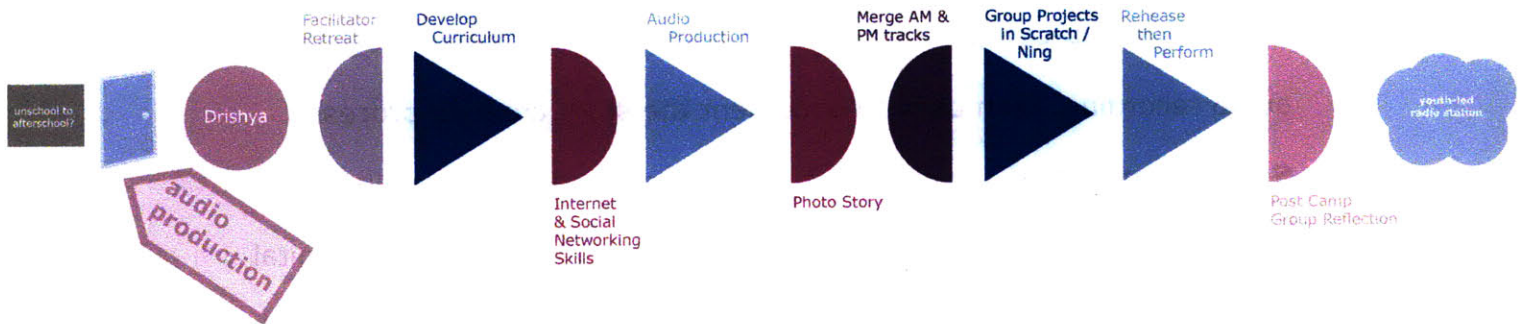 Facilitator
Retreat
Develop
Curriculum
Audio
Production
Merge AM &
PM tracks
Group Projects
in Scratch /
Ning
Rehease
then
Perform
unschool to
afterschool?
Drishya
youth-led
radio station
audio
production
Internet
& Social
Networking
Skills
Photo Story
Post Camp
Group Reflection